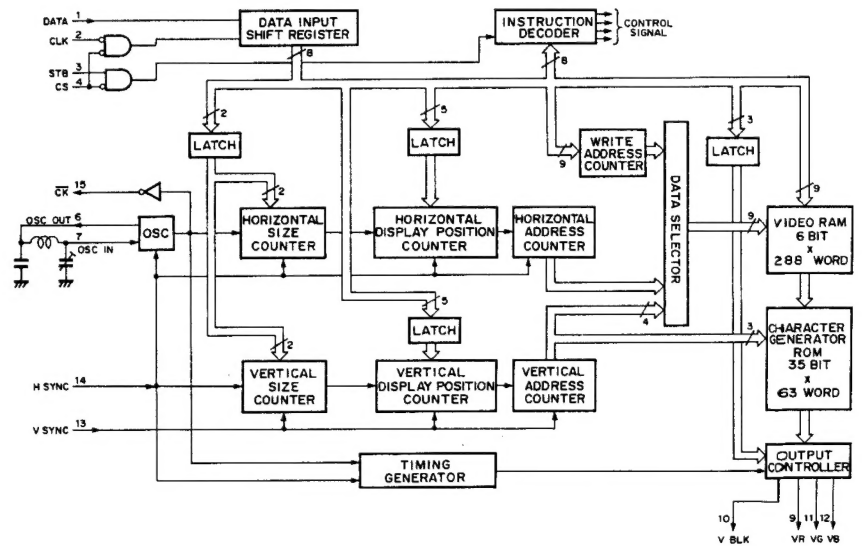 DATA 1
DATA INPUT
SHIFT REGISTER
INSTRUCTION
DECODER
CONTROL
SIGNAL
CLK 2
8
8
STB 3
CS 4
2
5
3
LATCH
LATCH
WRITE
ADDRESS
COUNTER
9
LATCH
DATA SELECTOR
C̅K̅ 15
OSC OUT 6
7 OSC IN
OSC
2
HORIZONTAL
SIZE
COUNTER
HORIZONTAL
DISPLAY POSITION
COUNTER
HORIZONTAL
ADDRESS
COUNTER
9
9
VIDEO RAM
6 BIT
x
288 WORD
5
LATCH
4
3
CHARACTER
GENERATOR
ROM
35 BIT
x
63 WORD
H SYNC 14
2
VERTICAL
SIZE
COUNTER
VERTICAL
DISPLAY POSITION
COUNTER
VERTICAL
ADDRESS
COUNTER
V SYNC 13
TIMING
GENERATOR
OUTPUT
CONTROLLER
10
9
11
12
V BLK
VR
VG
VB